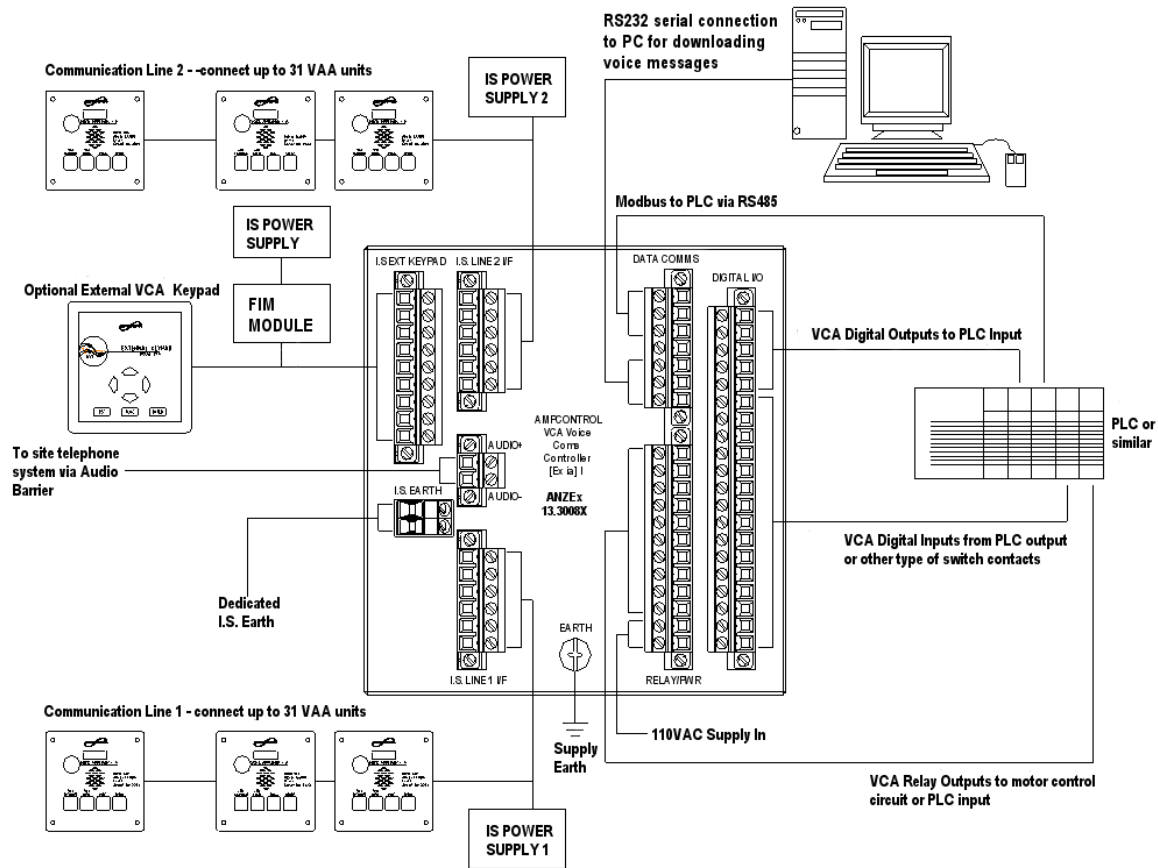 RS232 serial connection
to PC for downloading
voice messages
Communication Line 2 - -connect up to 31 VAA units
IS POWER
SUPPLY 2
Modbus to PLC via RS485
IS POWER
SUPPLY
I.S EXT KEYPAD
I.S. LINE 2 I/F
DATA COMMS
DIGITAL I/O
Optional External VCA Keypad
FIM
MODULE
VCA Digital Outputs to PLC Input
PLC or
similar
AMPCONTROL
VCA Voice
Coms
Controller
[Ex ia] I
ANZEx
13.3008X
To site telephone
system via Audio
Barrier
AUDIO+
AUDIO-
I.S. EARTH
VCA Digital Inputs from PLC output
or other type of switch contacts
Dedicated
I.S. Earth
EARTH
I.S. LINE 1 I/F
RELAY/PWR
Communication Line 1 - connect up to 31 VAA units
Supply
Earth
110VAC Supply In
VCA Relay Outputs to motor control
circuit or PLC input
IS POWER
SUPPLY 1